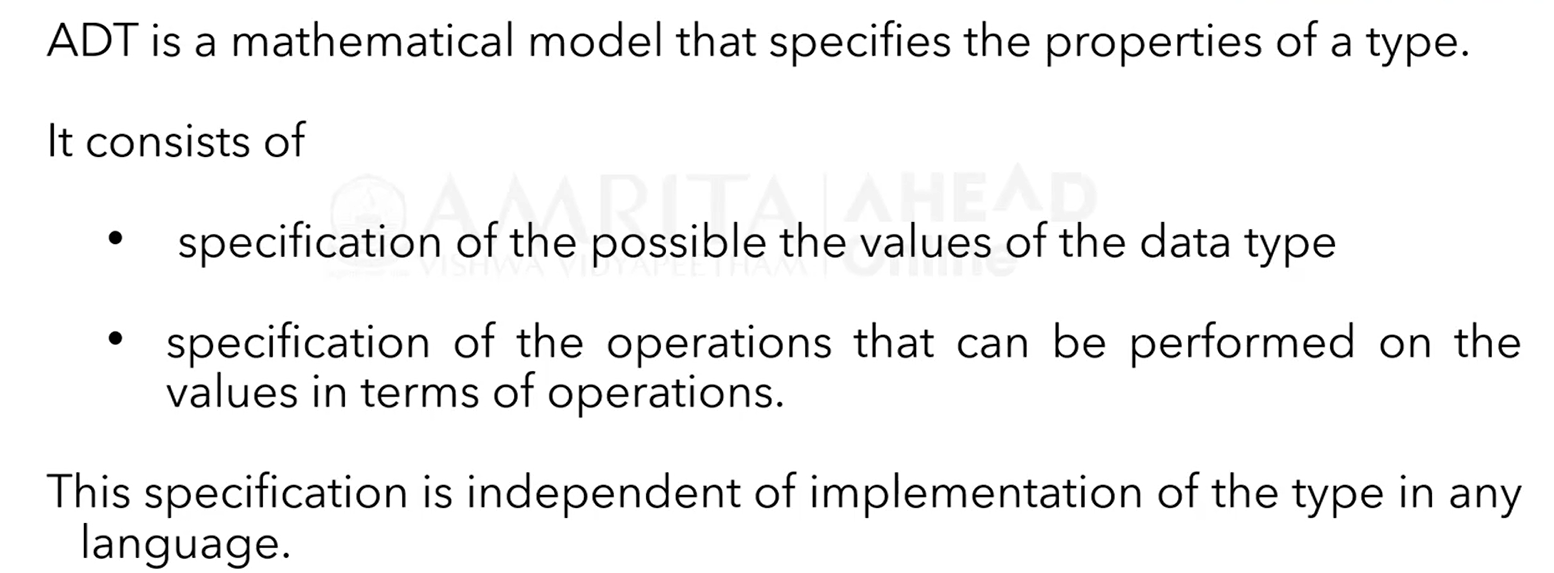 ADT is a mathematical model that specifies the properties of a type.
It consists of
AMRITA AHEAD
• specification of the possible the values of the data type
VISHWA VIDYAPEETHAM Online
• specification of the operations that can be performed on the
values in terms of operations.
This specification is independent of implementation of the type in any
language.